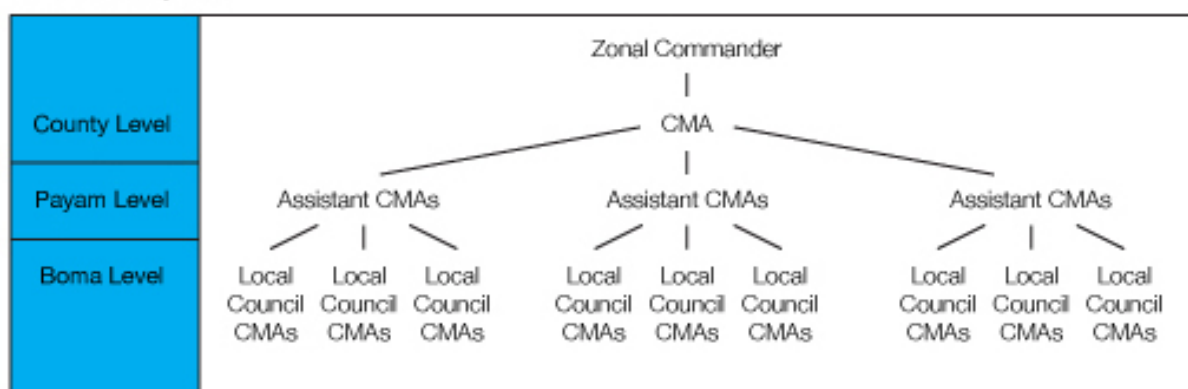 Zonal Commander
County Level
CMA
Payam Level
Assistant CMAs Assistant CMAs Assistant CMAs
Boma Level
Local Local Local Local Local Local Local Local Local
Council Council Council Council Council Council Council Council Council
CMAs CMAs CMAs CMAs CMAs CMAs CMAs CMAs CMAs